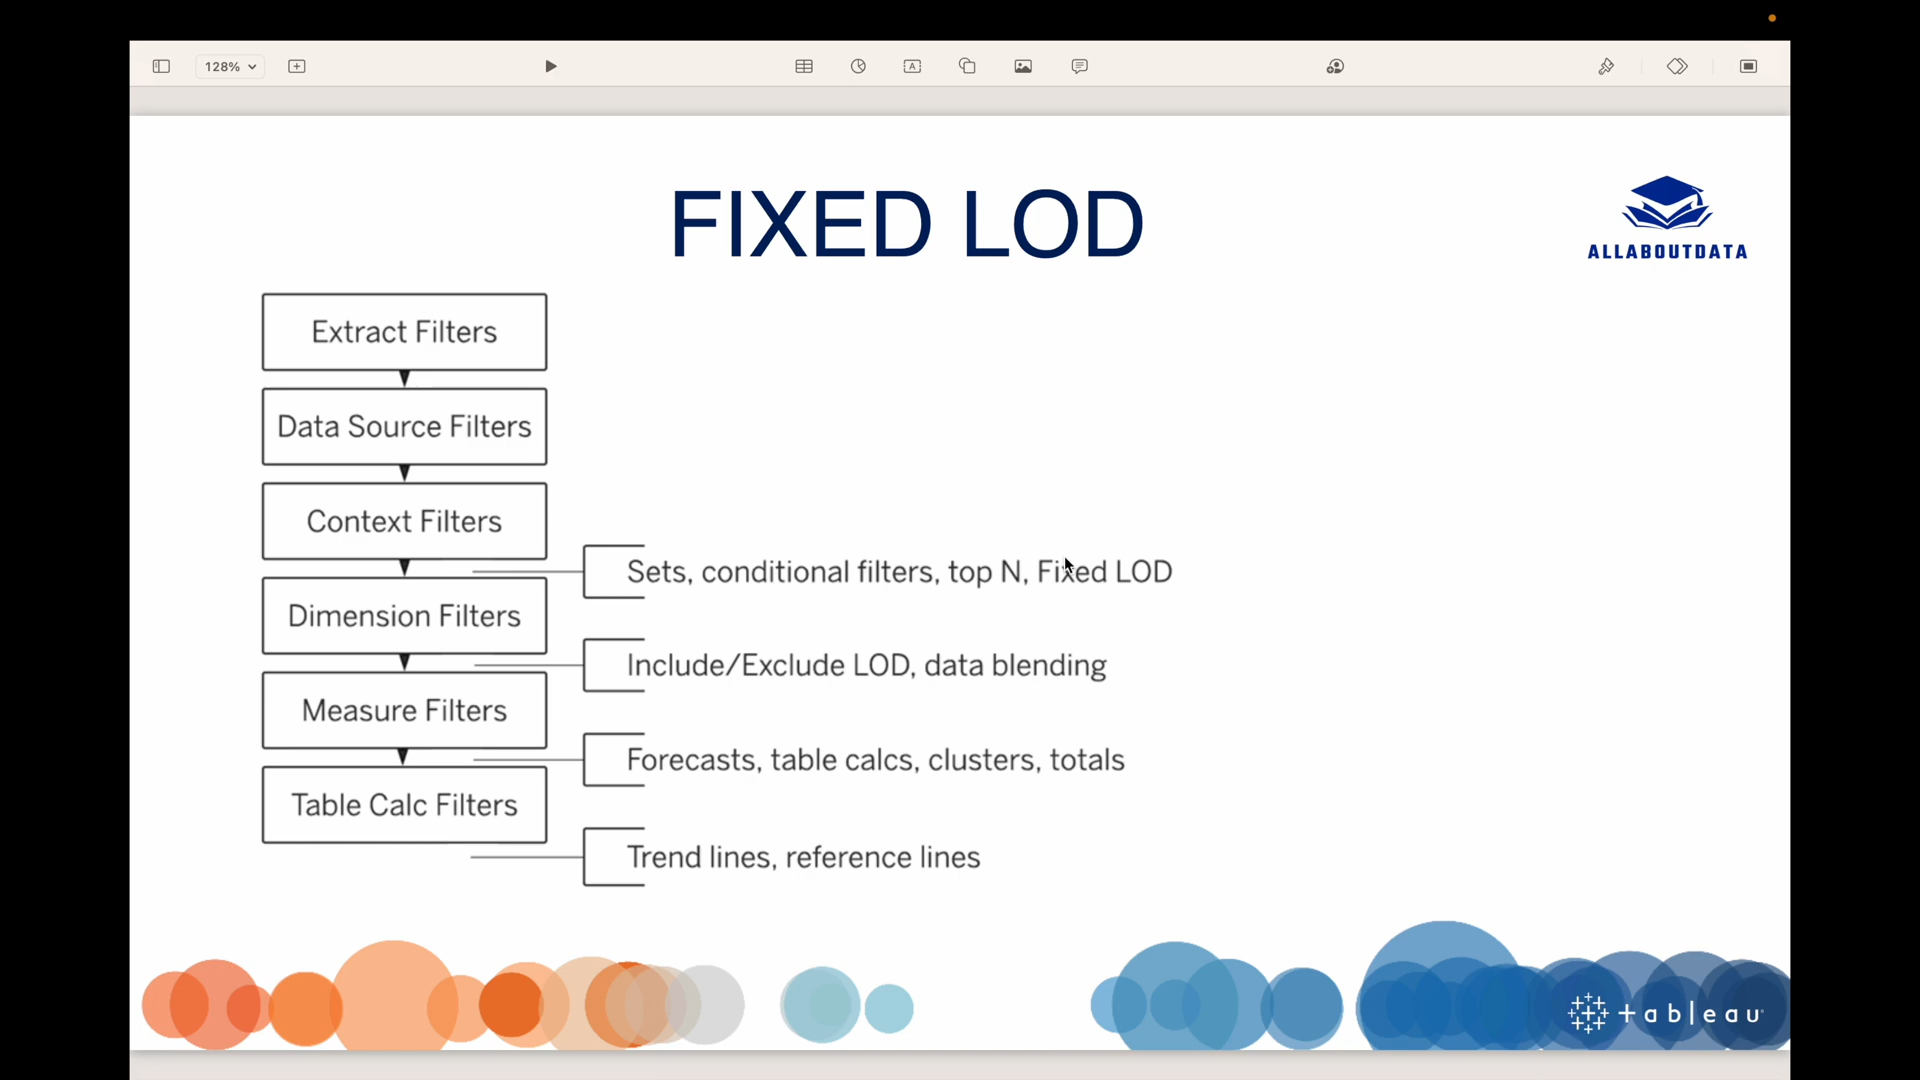 128%
FIXED LOD
ALLABOUTDATA
Extract Filters
Data Source Filters
Context Filters
Sets, conditional filters, top N, Fixed LOD
Dimension Filters
Include/Exclude LOD, data blending
Measure Filters
Forecasts, table calcs, clusters, totals
Table Calc Filters
Trend lines, reference lines
+ableau